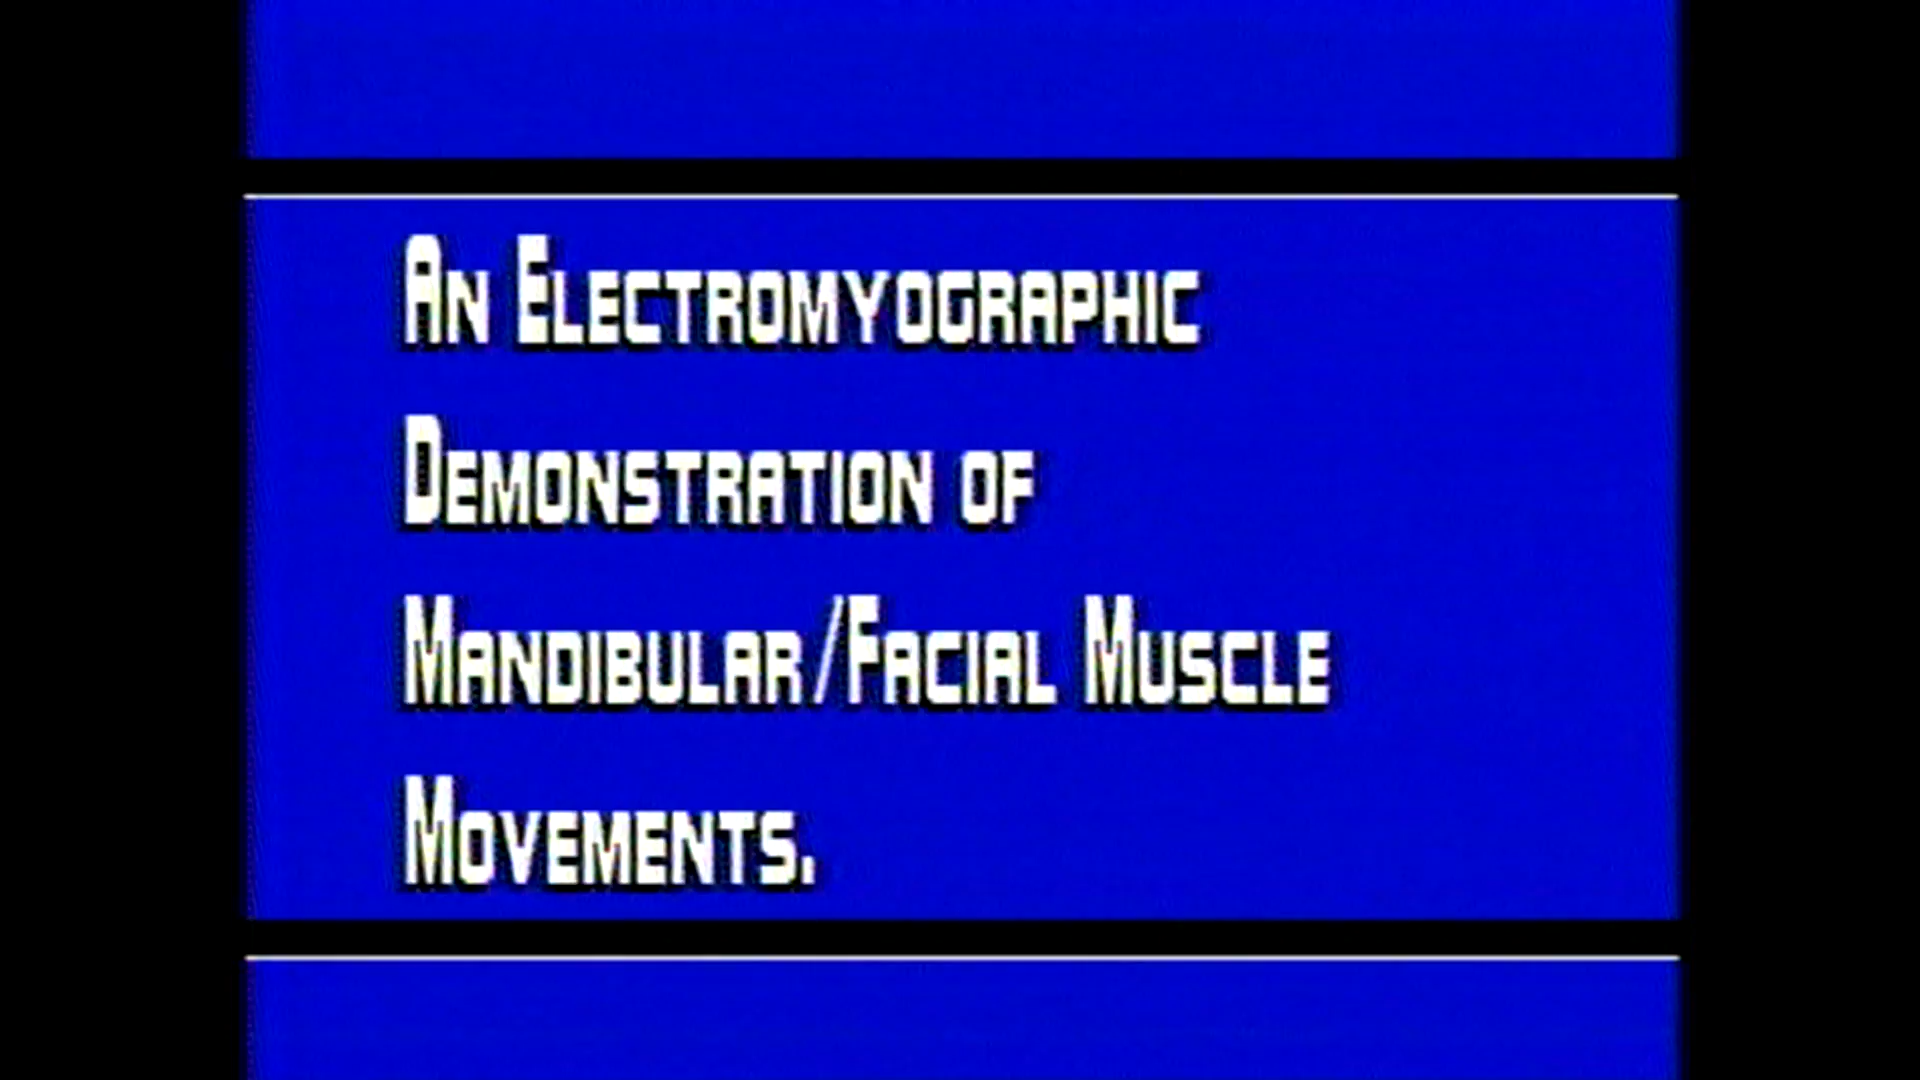 An Electromyographic
Demonstration of
Mandibular/Facial Muscle
Movements.